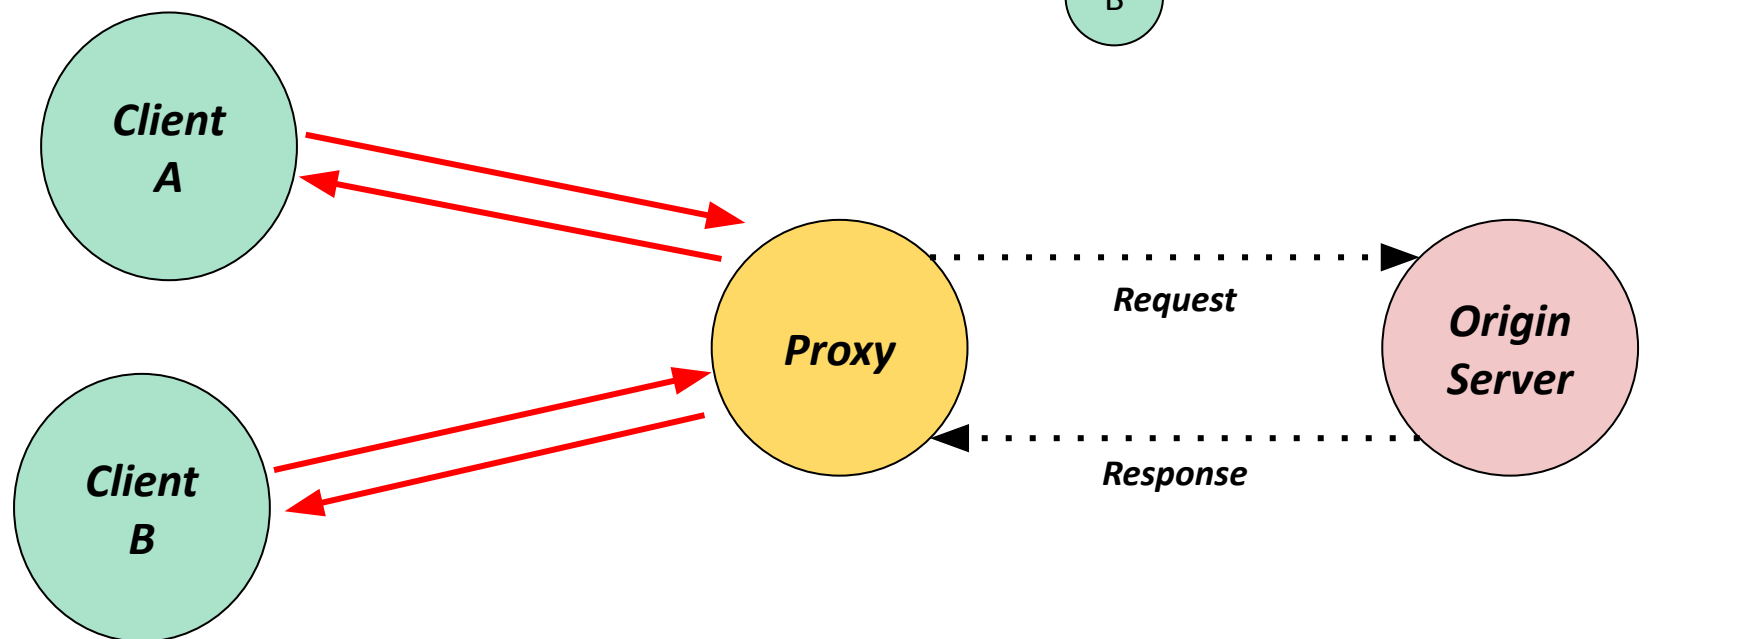 B
Client
A
Request
Proxy
Origin
Server
Client
B
Response